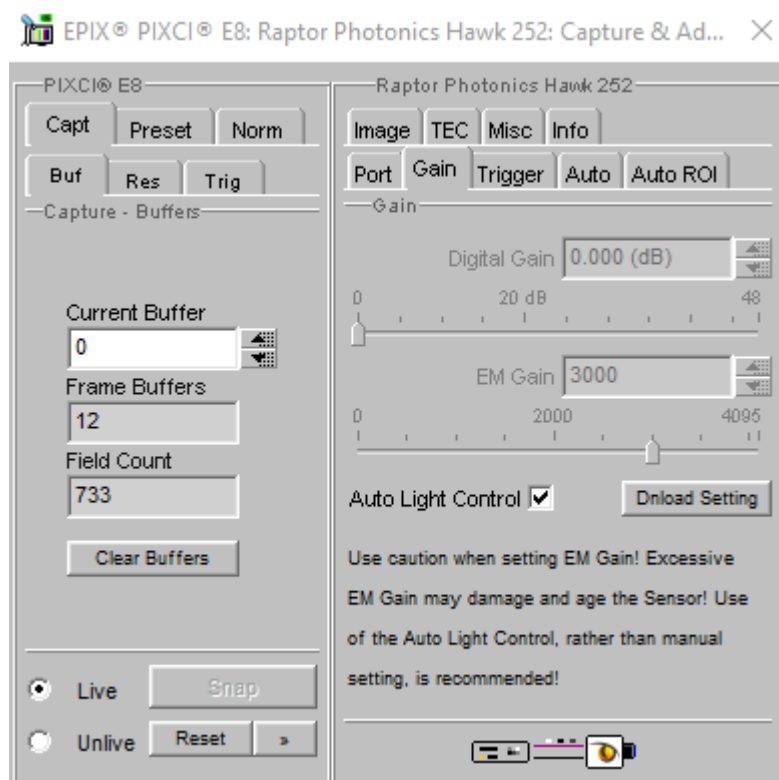 EPIX® PIXCI® E8: Raptor Photonics Hawk 252: Capture & Ad...
PIXCI® E8
Capt Preset Norm
Buf Res Trig
Capture - Buffers
Current Buffer
0
Frame Buffers
12
Field Count
733
Clear Buffers
Live Snap
Unlive Reset »
Raptor Photonics Hawk 252
Image TEC Misc Info
Port Gain Trigger Auto Auto ROI
Gain
Digital Gain 0.000 (dB)
0 20 dB 48
EM Gain 3000
0 2000 4095
Auto Light Control Dnload Setting
Use caution when setting EM Gain! Excessive
EM Gain may damage and age the Sensor! Use
of the Auto Light Control, rather than manual
setting, is recommended!